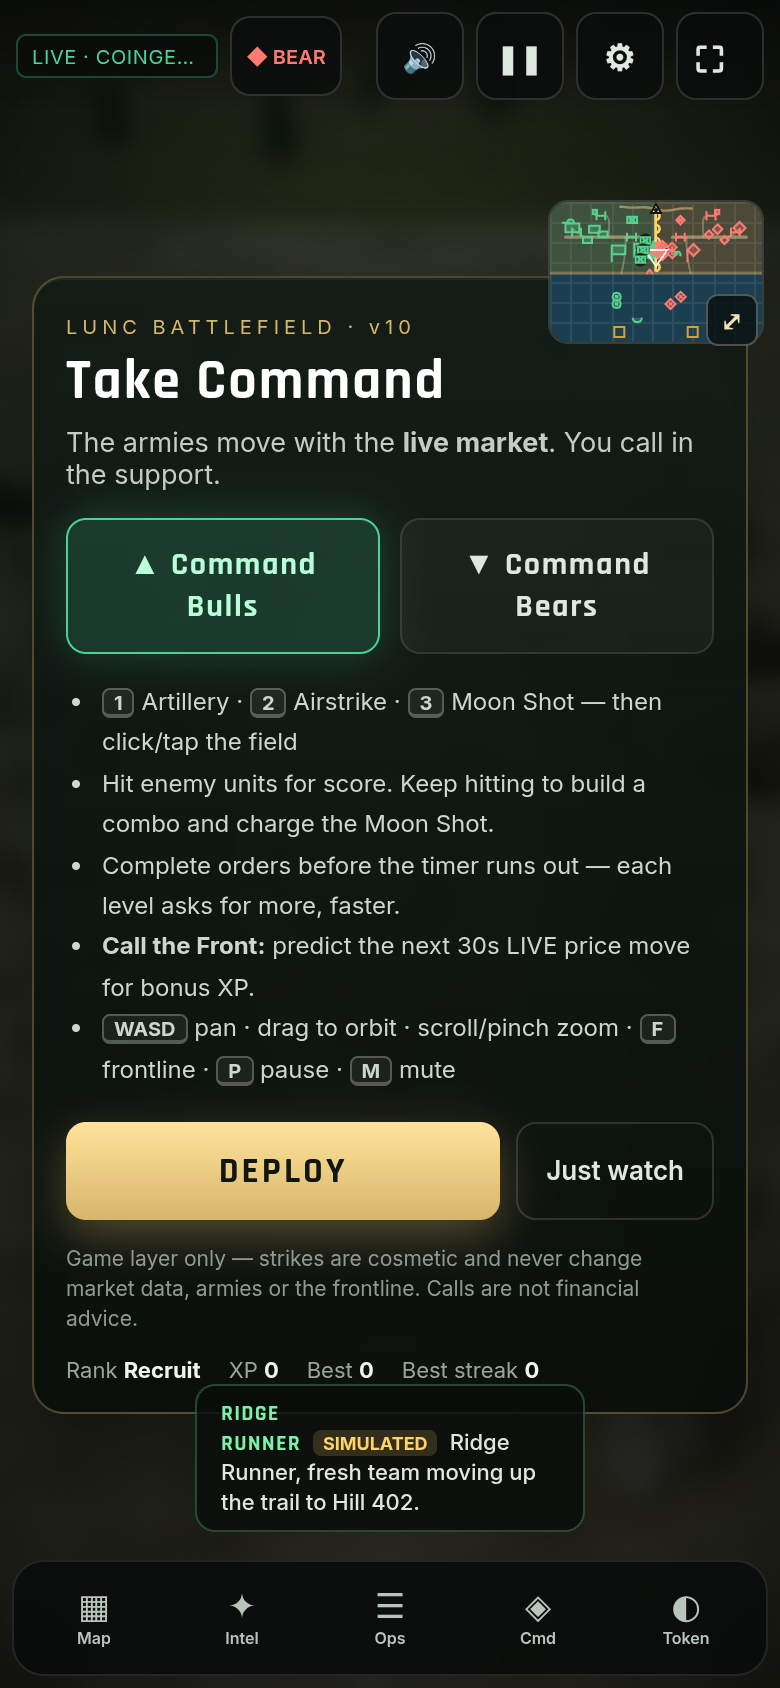 LIVE · COINGE...
BEAR
LUNC BATTLEFIELD · v10
Take Command
The armies move with the live market. You call in
the support.
▲ Command
Bulls
▼ Command
Bears
• 1 Artillery · 2 Airstrike · 3 Moon Shot — then
click/tap the field
• Hit enemy units for score. Keep hitting to build a
combo and charge the Moon Shot.
• Complete orders before the timer runs out — each
level asks for more, faster.
• Call the Front: predict the next 30s LIVE price move
for bonus XP.
• WASD pan · drag to orbit · scroll/pinch zoom · F
frontline · P pause · M mute
DEPLOY
Just watch
Game layer only — strikes are cosmetic and never change
market data, armies or the frontline. Calls are not financial
advice.
Rank Recruit XP 0 Best 0 Best streak 0
RIDGE
RUNNER SIMULATED Ridge
Runner, fresh team moving up
the trail to Hill 402.
Map
Intel
Ops
Cmd
Token